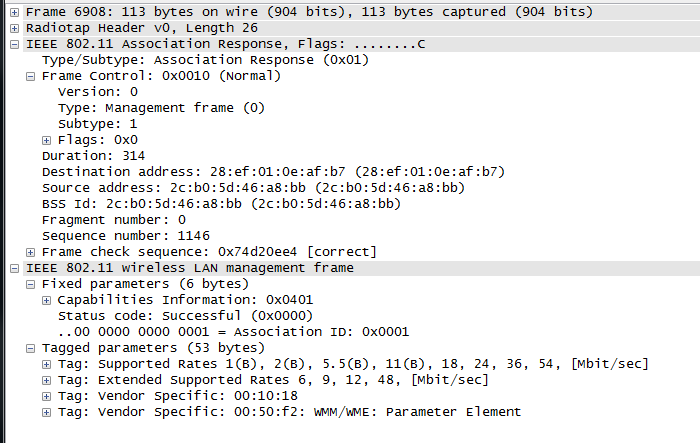 Frame 6908: 113 bytes on wire (904 bits), 113 bytes captured (904 bits)
Radiotap Header v0, Length 26
IEEE 802.11 Association Response, Flags: ........C
Type/Subtype: Association Response (0x01)
Frame Control: 0x0010 (Normal)
Version: 0
Type: Management frame (0)
Subtype: 1
Flags: 0x0
Duration: 314
Destination address: 28:ef:01:0e:af:b7 (28:ef:01:0e:af:b7)
Source address: 2c:b0:5d:46:a8:bb (2c:b0:5d:46:a8:bb)
BSS Id: 2c:b0:5d:46:a8:bb (2c:b0:5d:46:a8:bb)
Fragment number: 0
Sequence number: 1146
Frame check sequence: 0x74d20ee4 [correct]
IEEE 802.11 wireless LAN management frame
Fixed parameters (6 bytes)
Capabilities Information: 0x0401
Status code: Successful (0x0000)
..00 0000 0000 0001 = Association ID: 0x0001
Tagged parameters (53 bytes)
Tag: Supported Rates 1(B), 2(B), 5.5(B), 11(B), 18, 24, 36, 54, [Mbit/sec]
Tag: Extended Supported Rates 6, 9, 12, 48, [Mbit/sec]
Tag: Vendor Specific: 00:10:18
Tag: Vendor Specific: 00:50:f2: WMM/WME: Parameter Element